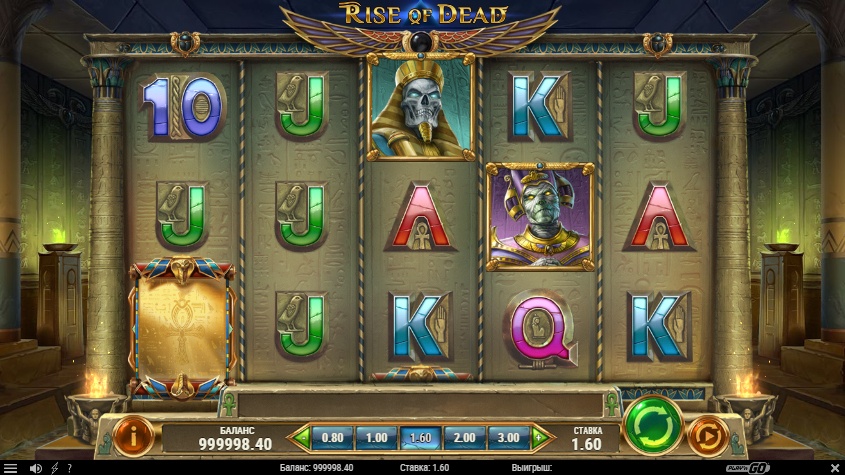 RISE OF DEAD
10 J K J
J J A A
J K Q K
БАЛАНС
999998.40
0.80 1.00 1.60 2.00 3.00
СТАВКА
1.60
Баланс: 999998.40 Ставка: 1.60 Выигрыш:
PLAY'N GO